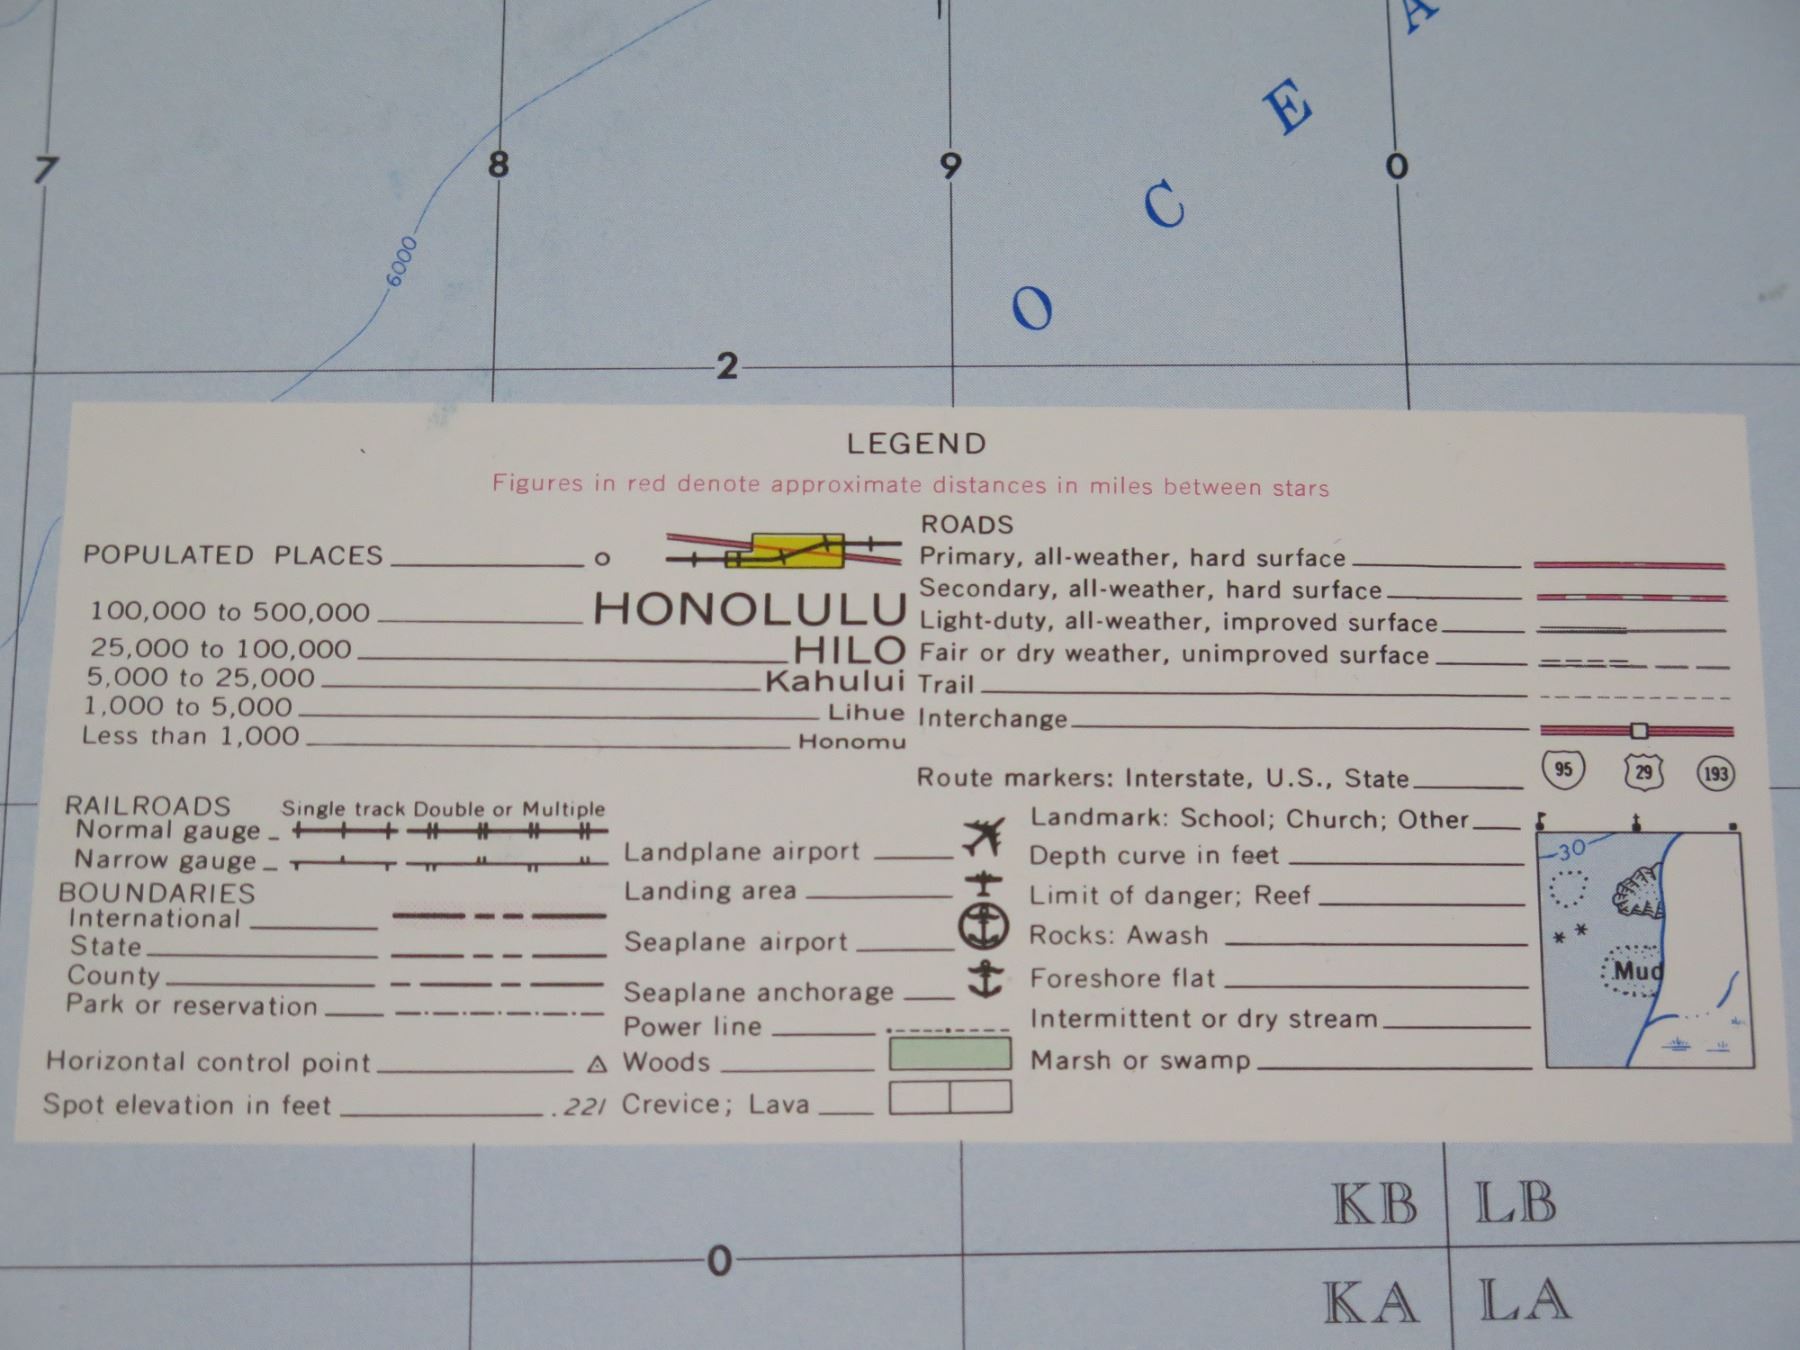 A
E
7 8 9 0
C
6000
O
2
LEGEND
Figures in red denote approximate distances in miles between stars
POPULATED PLACES
100,000 to 500,000 HONOLULU
25,000 to 100,000 HILO
5,000 to 25,000 Kahului
1,000 to 5,000 Lihue
Less than 1,000 Honomu
ROADS
Primary, all-weather, hard surface
Secondary, all-weather, hard surface
Light-duty, all-weather, improved surface
Fair or dry weather, unimproved surface
Trail
Interchange
Route markers: Interstate, U.S., State 95 29 193
RAILROADS Single track Double or Multiple
Normal gauge
Narrow gauge
BOUNDARIES
International
State
County
Park or reservation
Horizontal control point
Spot elevation in feet .221
Landplane airport
Landing area
Seaplane airport
Seaplane anchorage
Power line
Woods
Crevice; Lava
Landmark: School; Church; Other
Depth curve in feet 30
Limit of danger; Reef
Rocks: Awash
Foreshore flat Mud
Intermittent or dry stream
Marsh or swamp
KB LB
0
KA LA